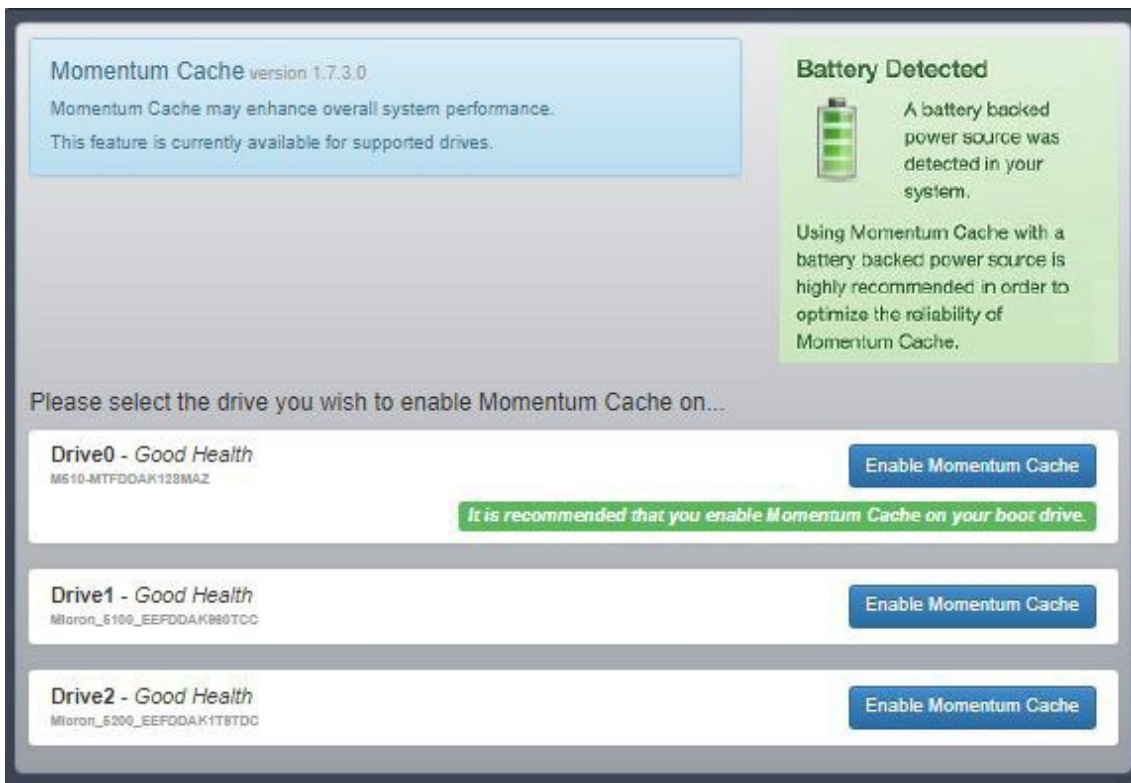 Momentum Cache version 1.7.3.0
Momentum Cache may enhance overall system performance.
This feature is currently available for supported drives.
Battery Detected
A battery backed
power source was
detected in your
system.
Using Momentum Cache with a
battery backed power source is
highly recommended in order to
optimize the reliability of
Momentum Cache.
Please select the drive you wish to enable Momentum Cache on...
Drive0 - Good Health
Enable Momentum Cache
M510-MTFDDAK128MAZ
It is recommended that you enable Momentum Cache on your boot drive.
Drive1 - Good Health
Enable Momentum Cache
Micron_5100_EEFDDAK960TCC
Drive2 - Good Health
Enable Momentum Cache
Micron_5200_EEFDDAK1T9TDC